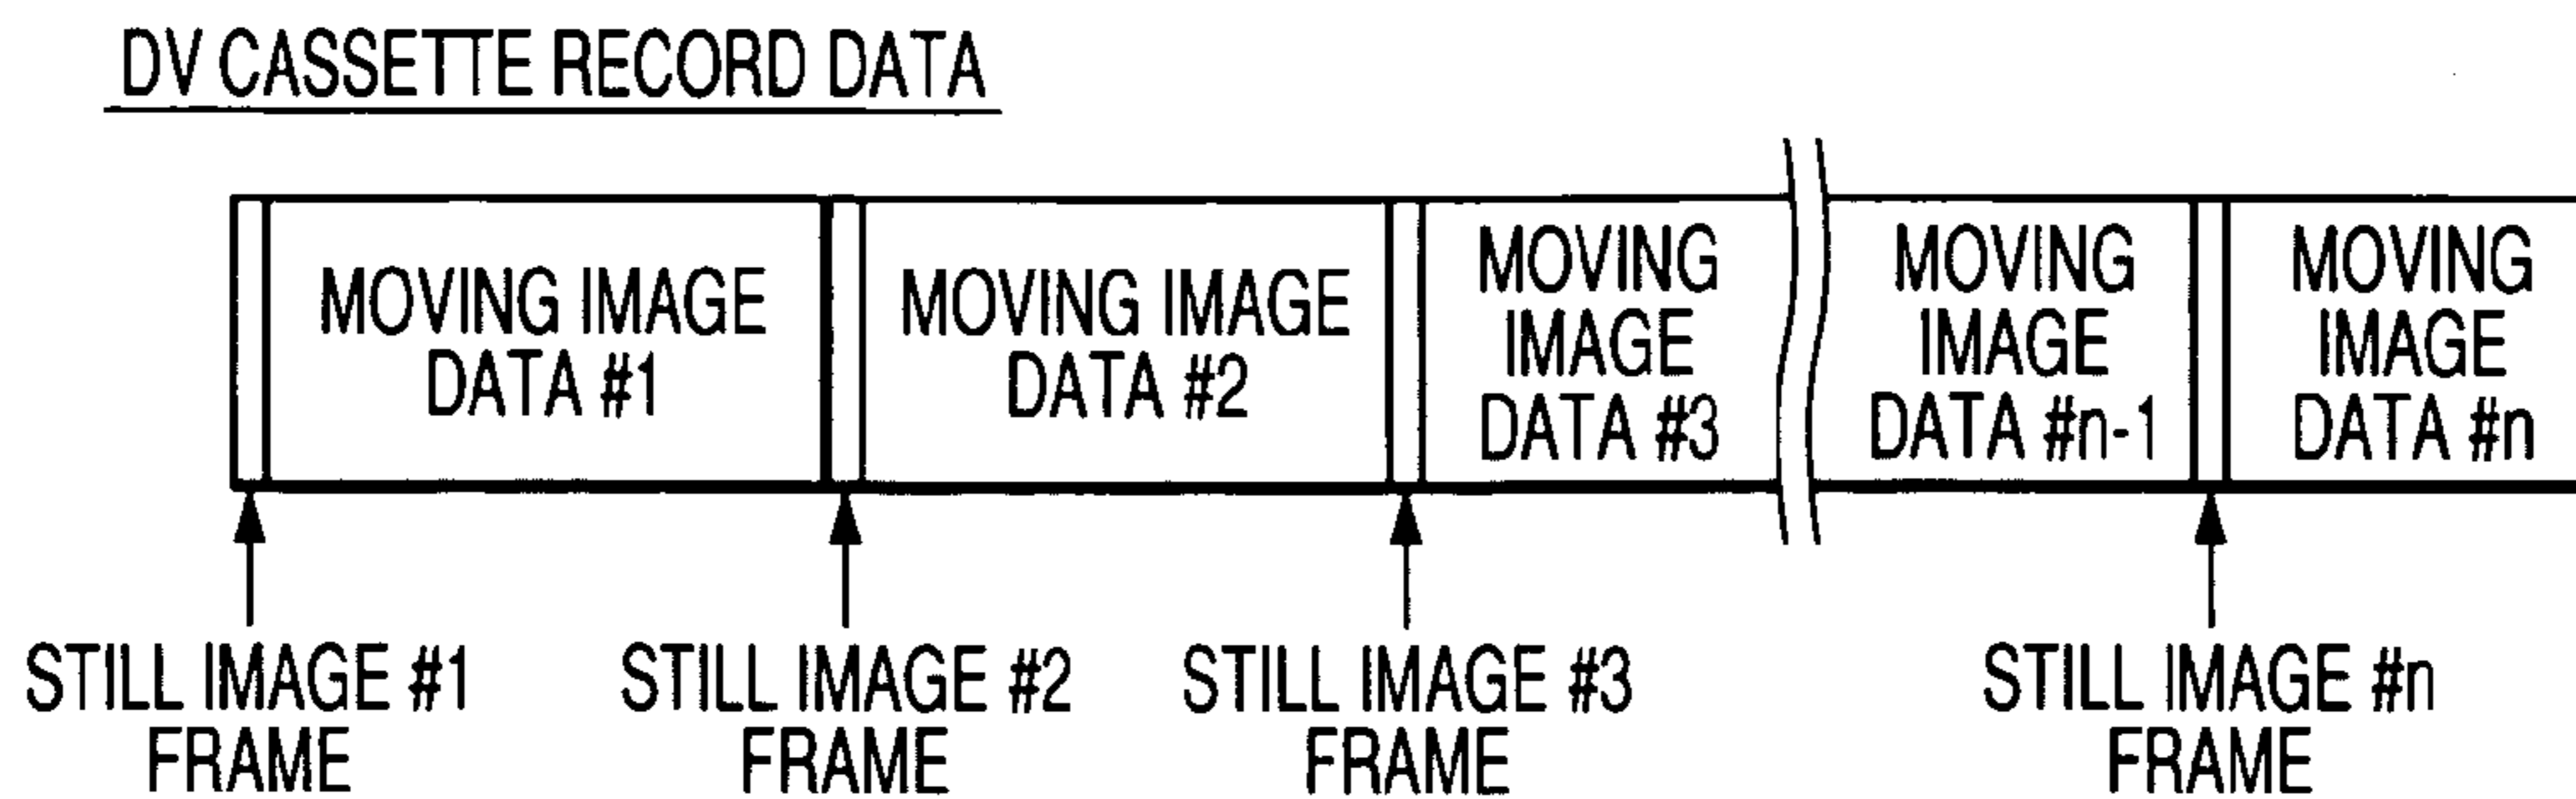 DV CASSETTE RECORD DATA
MOVING IMAGE
DATA #1
MOVING IMAGE
DATA #2
MOVING
IMAGE
DATA #3
MOVING
IMAGE
DATA #n-1
MOVING
IMAGE
DATA #n
STILL IMAGE #1
FRAME
STILL IMAGE #2
FRAME
STILL IMAGE #3
FRAME
STILL IMAGE #n
FRAME